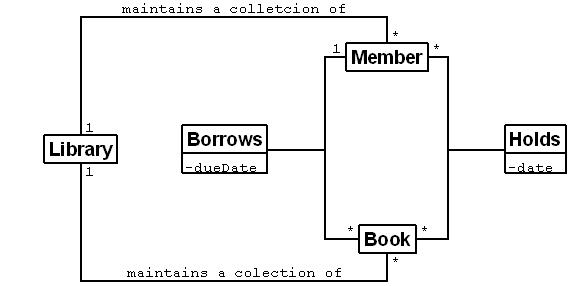 maintains a colletcion of
*
1
Member
*
1
Library
1
Borrows
-dueDate
Holds
-date
*
Book
*
*
maintains a colection of